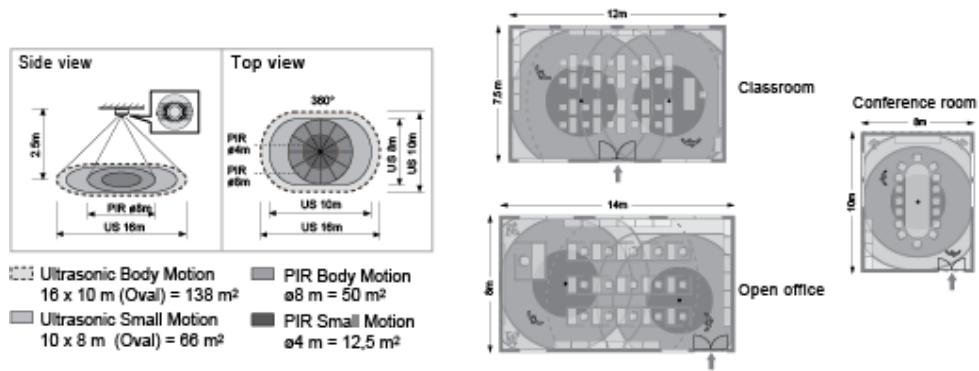 Side view
Top view
360°
2.5m
PIR
ø4m
PIR
ø8m
US 8m
US 10m
PIR ø8m
US 16m
US 10m
US 16m
Ultrasonic Body Motion
16 x 10 m (Oval) = 138 m²
Ultrasonic Small Motion
10 x 8 m (Oval) = 66 m²
PIR Body Motion
ø8 m = 50 m²
PIR Small Motion
ø4 m = 12,5 m²
12m
7.5m
Classroom
14m
8m
Open office
Conference room
8m
10m